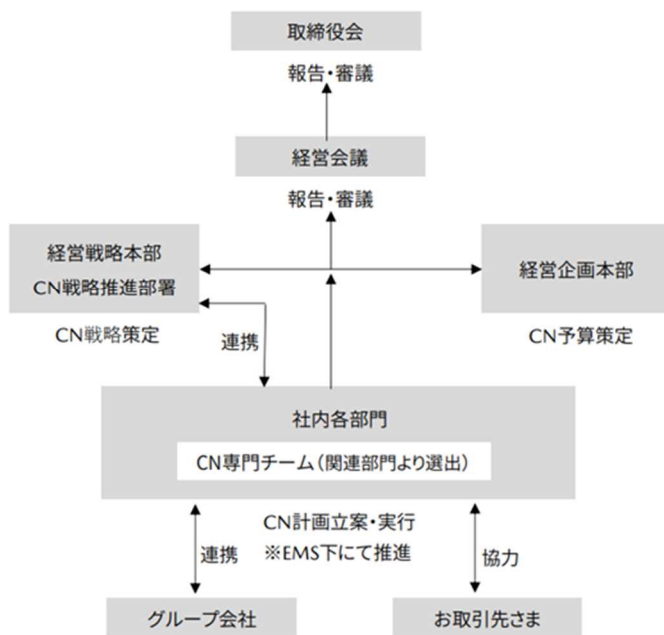 取締役会
報告・審議
経営会議
報告・審議
経営戦略本部
CN戦略推進部署
経営企画本部
CN戦略策定
CN予算策定
連携
社内各部門
CN専門チーム（関連部門より選出）
CN計画立案・実行
※EMS下にて推進
連携
協力
グループ会社
お取引先さま